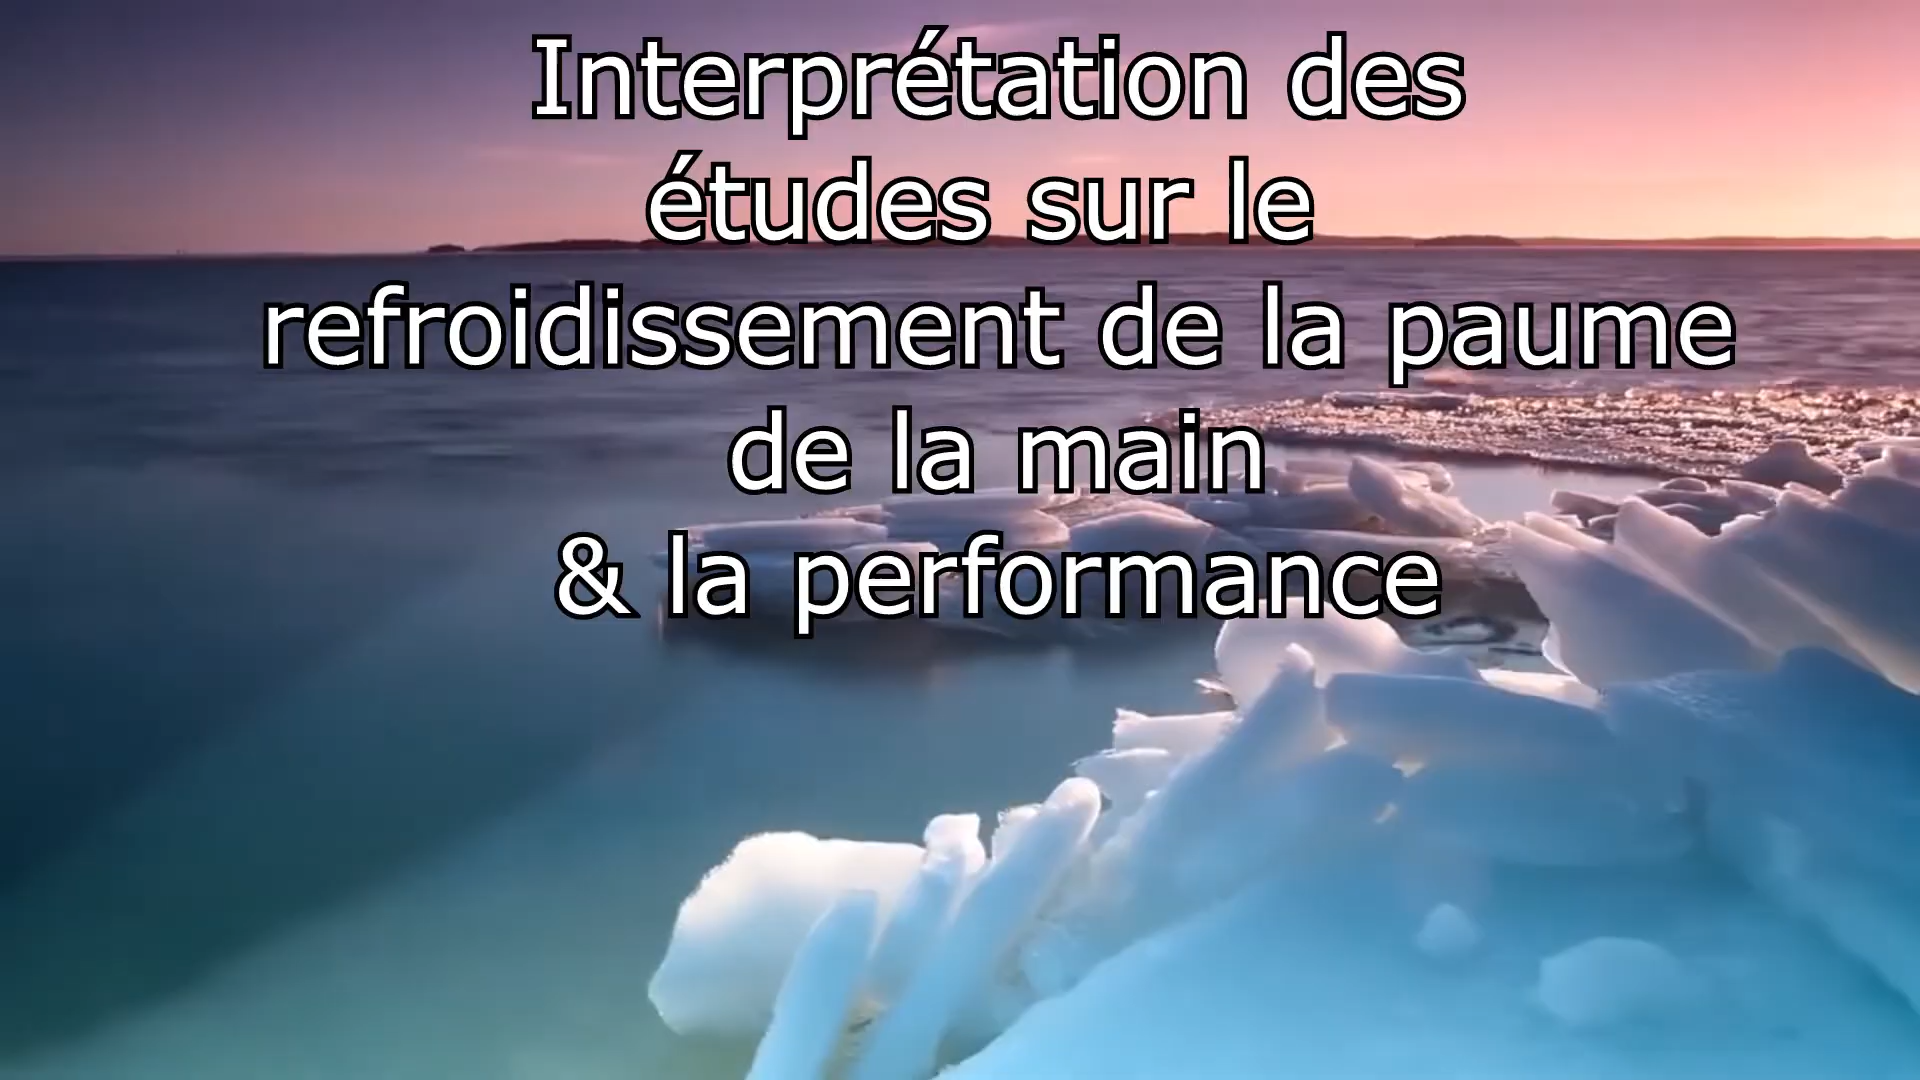 Interprétation des
études sur le
refroidissement de la paume
de la main
& la performance